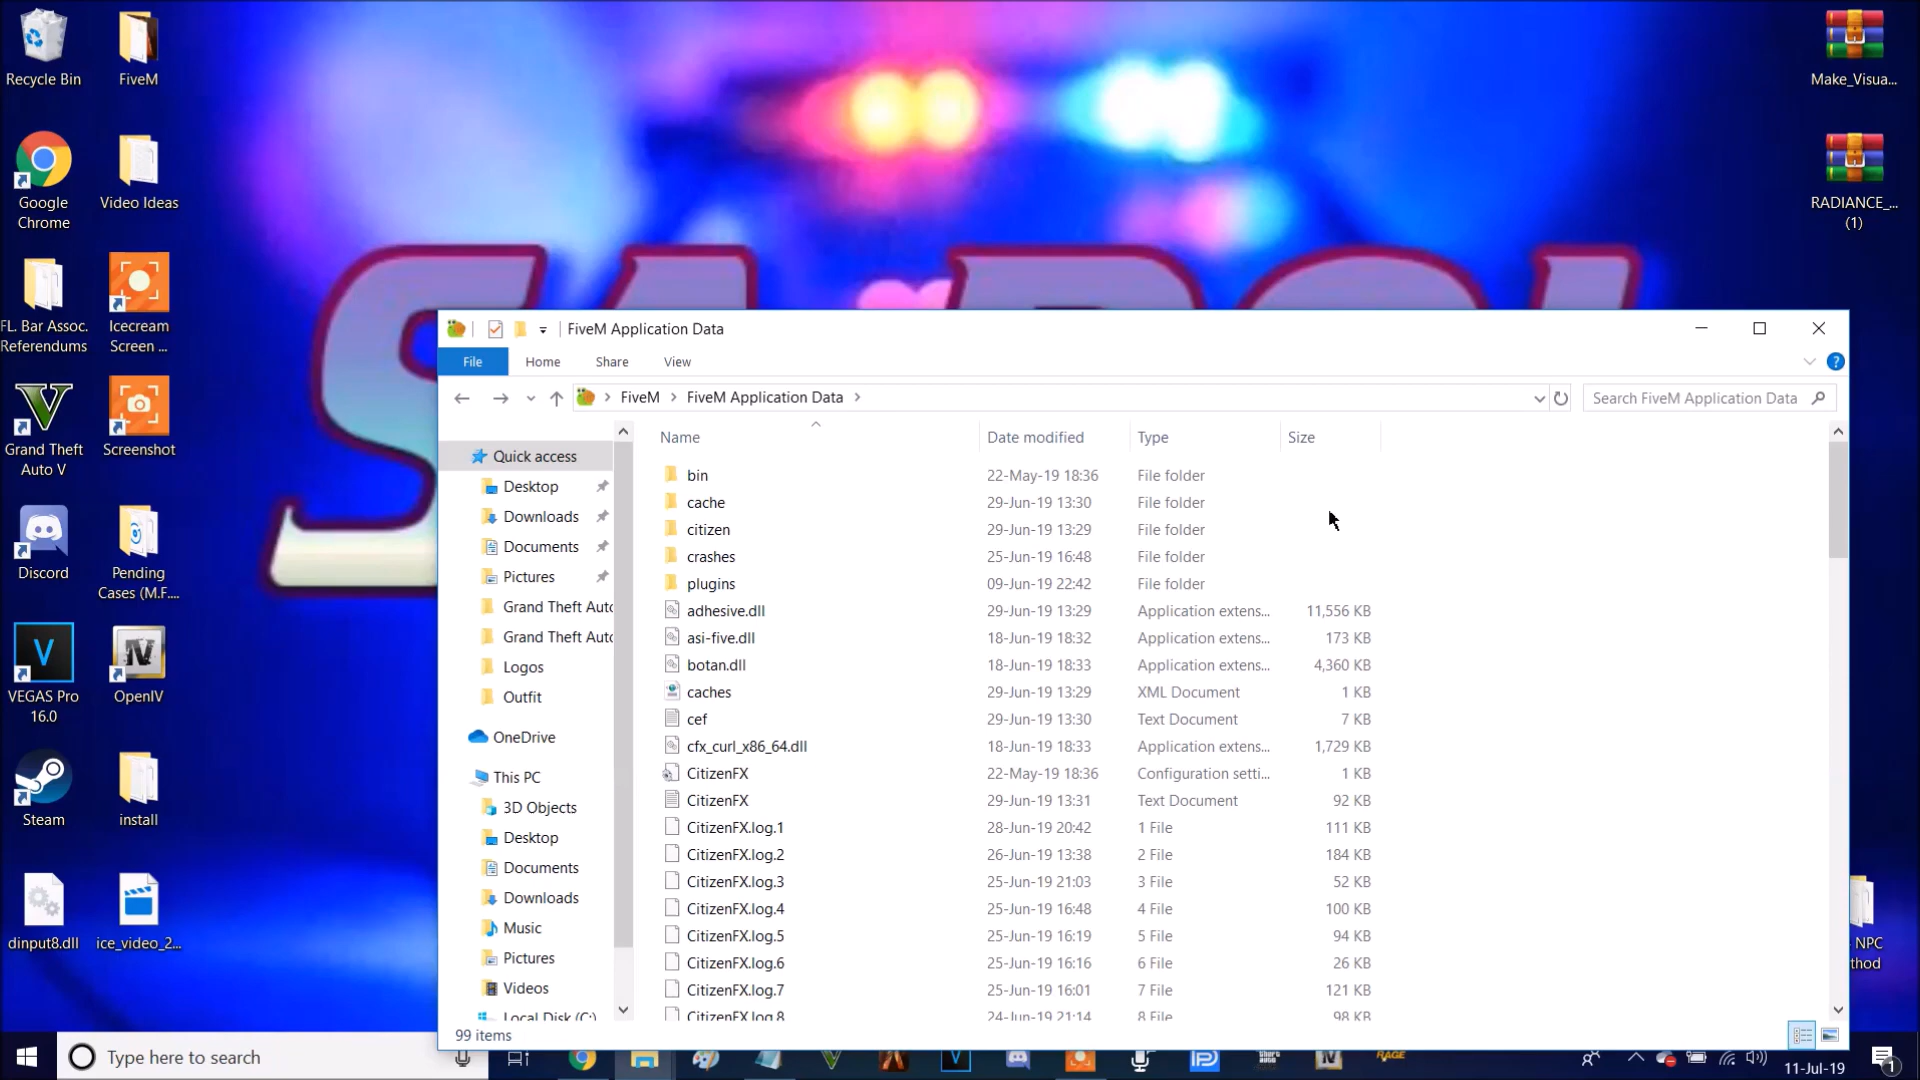 Recycle Bin
FiveM
Google
Chrome
Video Ideas
FL. Bar Assoc.
Referendums
Icecream
Screen ...
Grand Theft
Auto V
Screenshot
Discord
Pending
Cases (M.F....
VEGAS Pro
16.0
OpenIV
Steam
install
dinput8.dll
ice_video_2...
Make_Visua...
RADIANCE_...
(1)
NPC
thod
FiveM Application Data
File
Home
Share
View
FiveM
FiveM Application Data
Search FiveM Application Data
Quick access
Desktop
Downloads
Documents
Pictures
Grand Theft Auto
Grand Theft Auto
Logos
Outfit
OneDrive
This PC
3D Objects
Desktop
Documents
Downloads
Music
Pictures
Videos
Local Disk (C:)
Name Date modified Type Size
bin 22-May-19 18:36 File folder
cache 29-Jun-19 13:30 File folder
citizen 29-Jun-19 13:29 File folder
crashes 25-Jun-19 16:48 File folder
plugins 09-Jun-19 22:42 File folder
adhesive.dll 29-Jun-19 13:29 Application extens... 11,556 KB
asi-five.dll 18-Jun-19 18:32 Application extens... 173 KB
botan.dll 18-Jun-19 18:33 Application extens... 4,360 KB
caches 29-Jun-19 13:29 XML Document 1 KB
cef 29-Jun-19 13:30 Text Document 7 KB
cfx_curl_x86_64.dll 18-Jun-19 18:33 Application extens... 1,729 KB
CitizenFX 22-May-19 18:36 Configuration setti... 1 KB
CitizenFX 29-Jun-19 13:31 Text Document 92 KB
CitizenFX.log.1 28-Jun-19 20:42 1 File 111 KB
CitizenFX.log.2 26-Jun-19 13:38 2 File 184 KB
CitizenFX.log.3 25-Jun-19 21:03 3 File 52 KB
CitizenFX.log.4 25-Jun-19 16:48 4 File 100 KB
CitizenFX.log.5 25-Jun-19 16:19 5 File 94 KB
CitizenFX.log.6 25-Jun-19 16:16 6 File 26 KB
CitizenFX.log.7 25-Jun-19 16:01 7 File 121 KB
CitizenFX.log.8 24-Jun-19 21:14 8 File 98 KB
99 items
Type here to search
RAGE
11-Jul-19
1